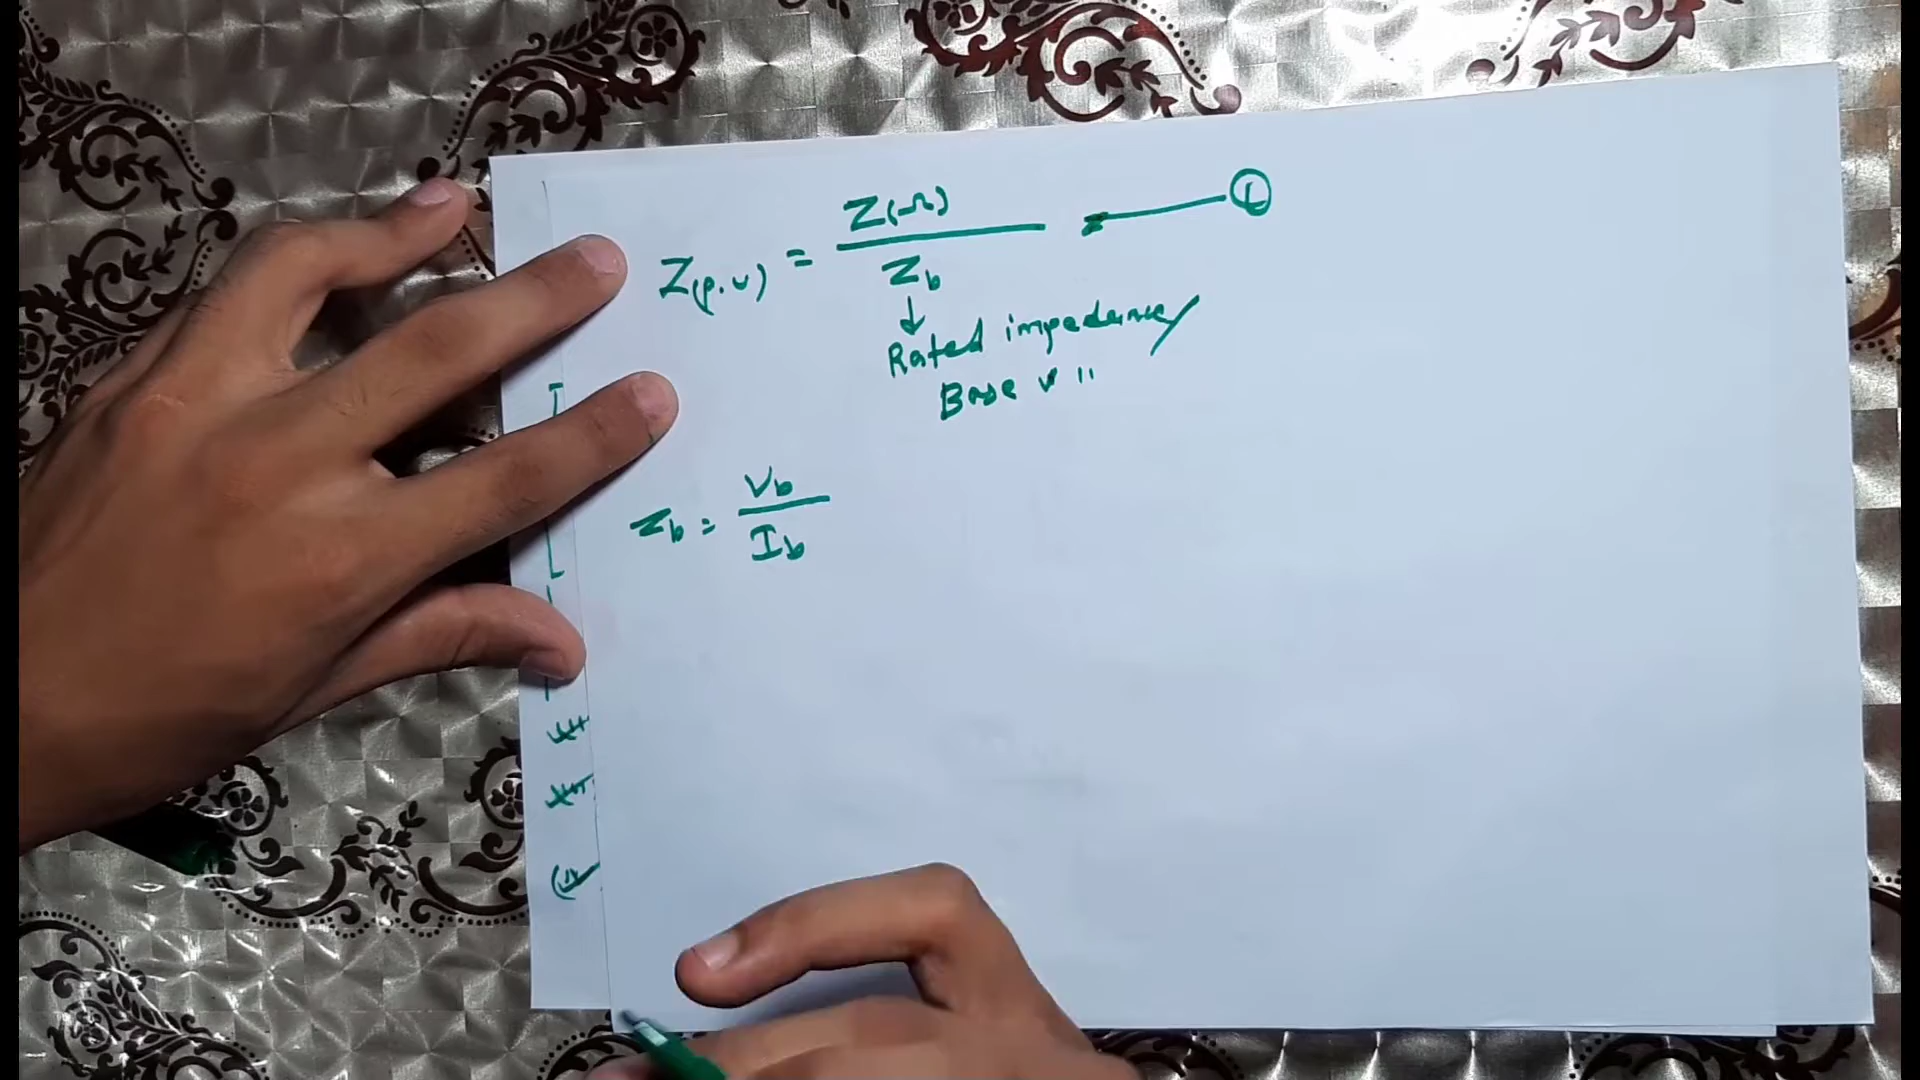 Z(p.u) = Z(Ω) / Zb — ①
↓
Rated impedance/
Base v "
Zb = Vb / Ib